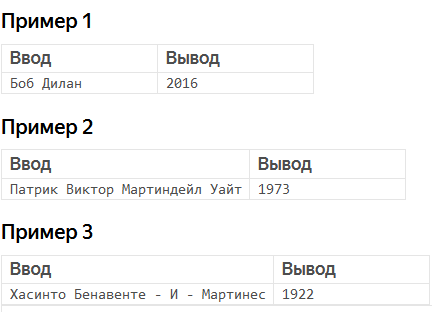 Пример 1
Ввод Вывод
Боб Дилан 2016
Пример 2
Ввод Вывод
Патрик Виктор Мартиндейл Уайт 1973
Пример 3
Ввод Вывод
Хасинто Бенавенте - И - Мартинес 1922